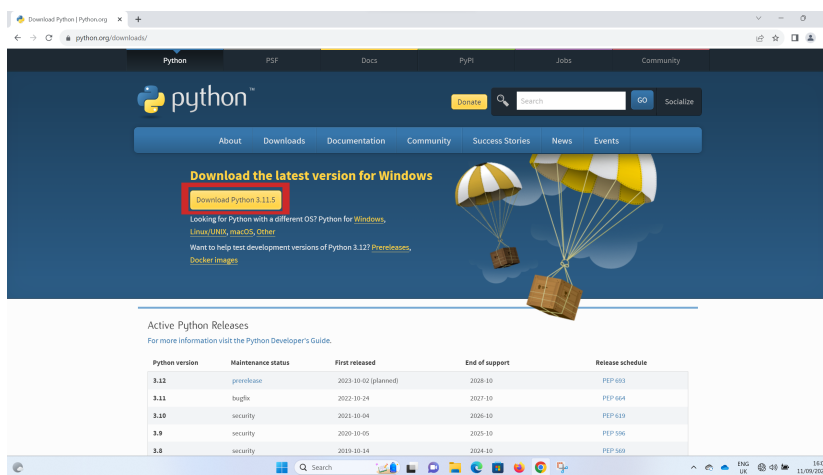 Download Python | Python.org
python.org/downloads/
Python PSF Docs PyPI Jobs Community
python™
Donate Search GO Socialize
About Downloads Documentation Community Success Stories News Events
Download the latest version for Windows
Download Python 3.11.5
Looking for Python with a different OS? Python for Windows,
Linux/UNIX, macOS, Other
Want to help test development versions of Python 3.12? Prereleases,
Docker images
Active Python Releases
For more information visit the Python Developer's Guide.
Python version Maintenance status First released End of support Release schedule
3.12 prerelease 2023-10-02 (planned) 2028-10 PEP 693
3.11 bugfix 2022-10-24 2027-10 PEP 664
3.10 security 2021-10-04 2026-10 PEP 619
3.9 security 2020-10-05 2025-10 PEP 596
3.8 security 2019-10-14 2024-10 PEP 569
Search
ENG
UK